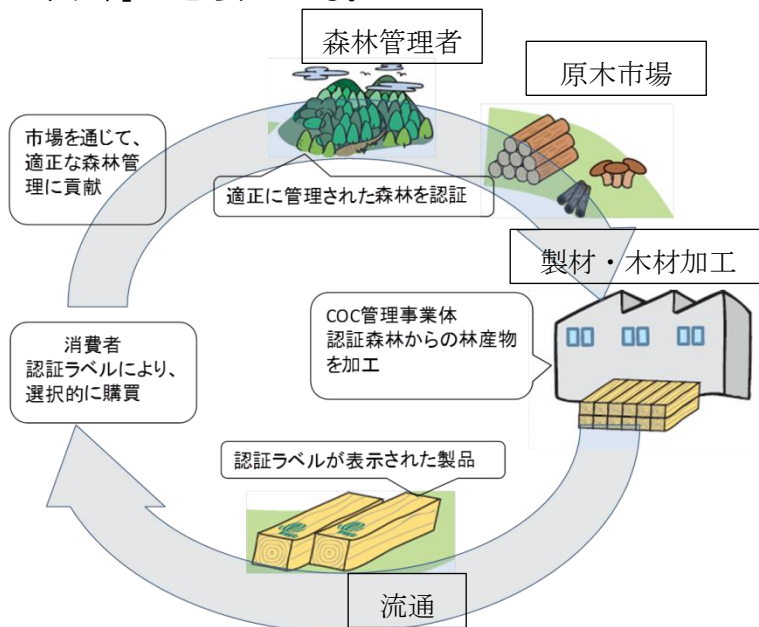 森林管理者
原木市場
市場を通じて、
適正な森林管
理に貢献
適正に管理された森林を認証
製材・木材加工
COC管理事業体
認証森林からの林産物
を加工
消費者
認証ラベルにより、
選択的に購買
認証ラベルが表示された製品
流通